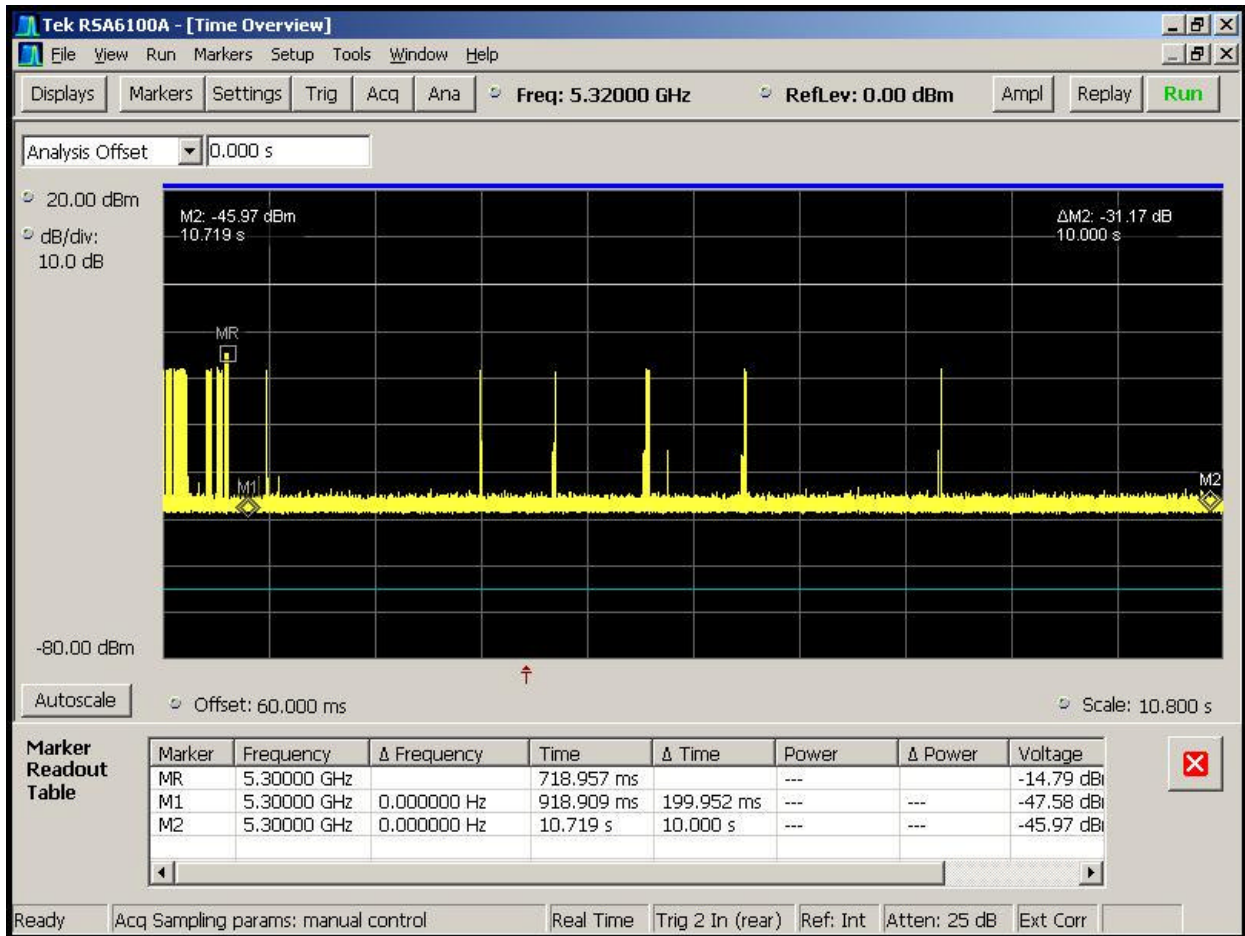 Tek RSA6100A - [Time Overview]
File View Run Markers Setup Tools Window Help
Displays Markers Settings Trig Acq Ana Freq: 5.32000 GHz RefLev: 0.00 dBm Ampl Replay Run
Analysis Offset 0.000 s
20.00 dBm
dB/div:
10.0 dB
M2: -45.97 dBm
10.719 s
ΔM2: -31.17 dB
10.000 s
MR
M1
M2
-80.00 dBm
Autoscale Offset: 60.000 ms Scale: 10.800 s
Marker Readout Table
Marker Frequency Δ Frequency Time Δ Time Power Δ Power Voltage
MR 5.30000 GHz 718.957 ms --- -14.79 dB
M1 5.30000 GHz 0.000000 Hz 918.909 ms 199.952 ms --- --- -47.58 dB
M2 5.30000 GHz 0.000000 Hz 10.719 s 10.000 s --- --- -45.97 dB
Ready Acq Sampling params: manual control Real Time Trig 2 In (rear) Ref: Int Atten: 25 dB Ext Corr